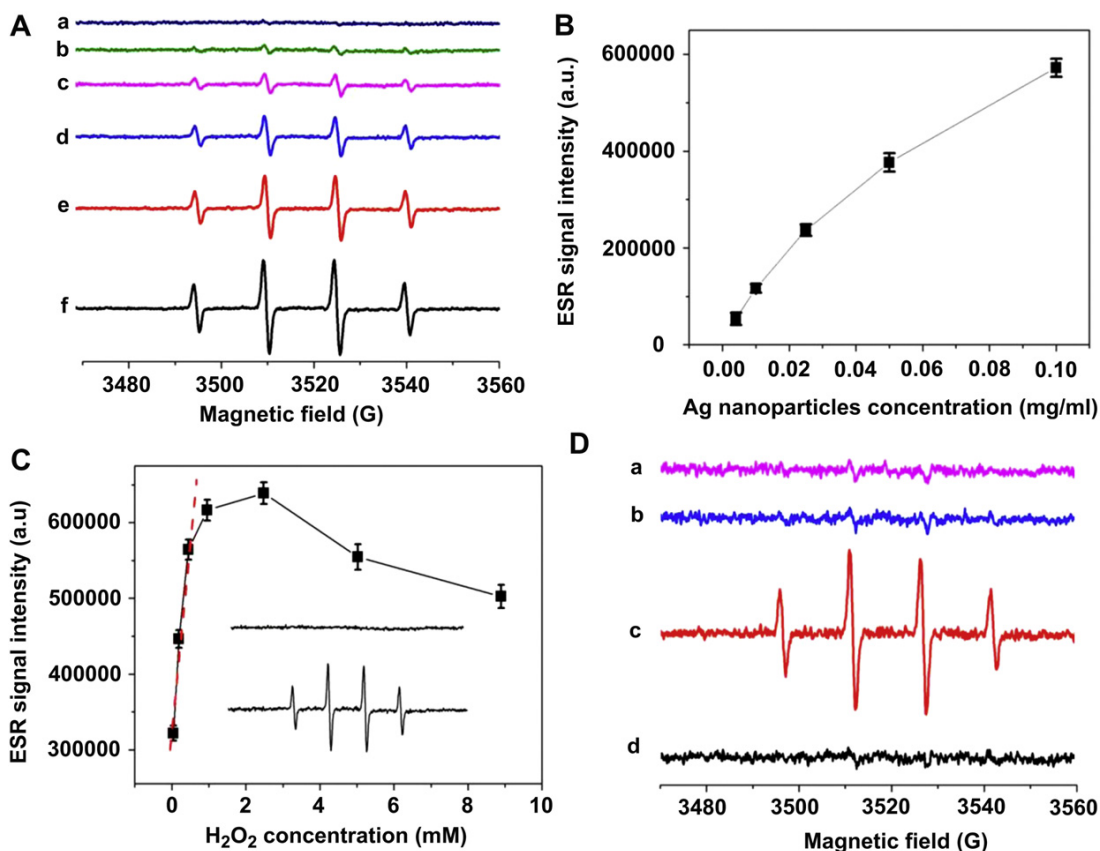 A
a
b
c
d
e
f
3480 3500 3520 3540 3560
Magnetic field (G)
B
ESR signal intensity (a.u.)
600000
400000
200000
0
0.00 0.02 0.04 0.06 0.08 0.10
Ag nanoparticles concentration (mg/ml)
C
ESR signal intensity (a.u)
600000
500000
400000
300000
0 2 4 6 8 10
H₂O₂ concentration (mM)
D
a
b
c
d
3480 3500 3520 3540 3560
Magnetic field (G)